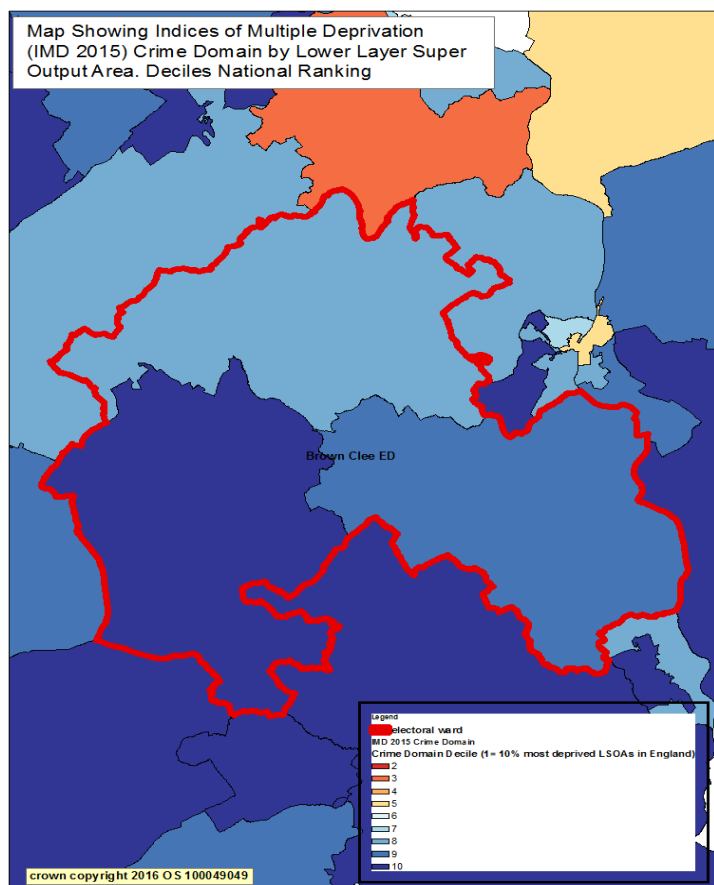 Map Showing Indices of Multiple Deprivation
(IMD 2015) Crime Domain by Lower Layer Super
Output Area. Deciles National Ranking
Brown Clee ED
Legend
electoral ward
IMD 2015 Crime Domain
Crime Domain Decile (1= 10% most deprived LSOAs in England)
2
3
4
5
6
7
8
9
10
crown copyright 2016 OS 100049049